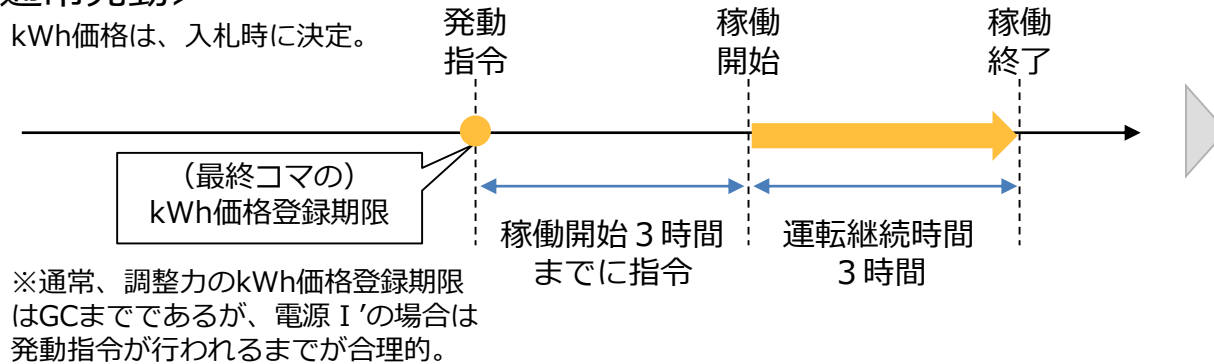 kWh価格は、入札時に決定。
発動
指令
稼働
開始
稼働
終了
（最終コマの）
kWh価格登録期限
稼働開始３時間
までに指令
運転継続時間
３時間
※通常、調整力のkWh価格登録期限
はGCまでであるが、電源Ⅰ’の場合は
発動指令が行われるまでが合理的。